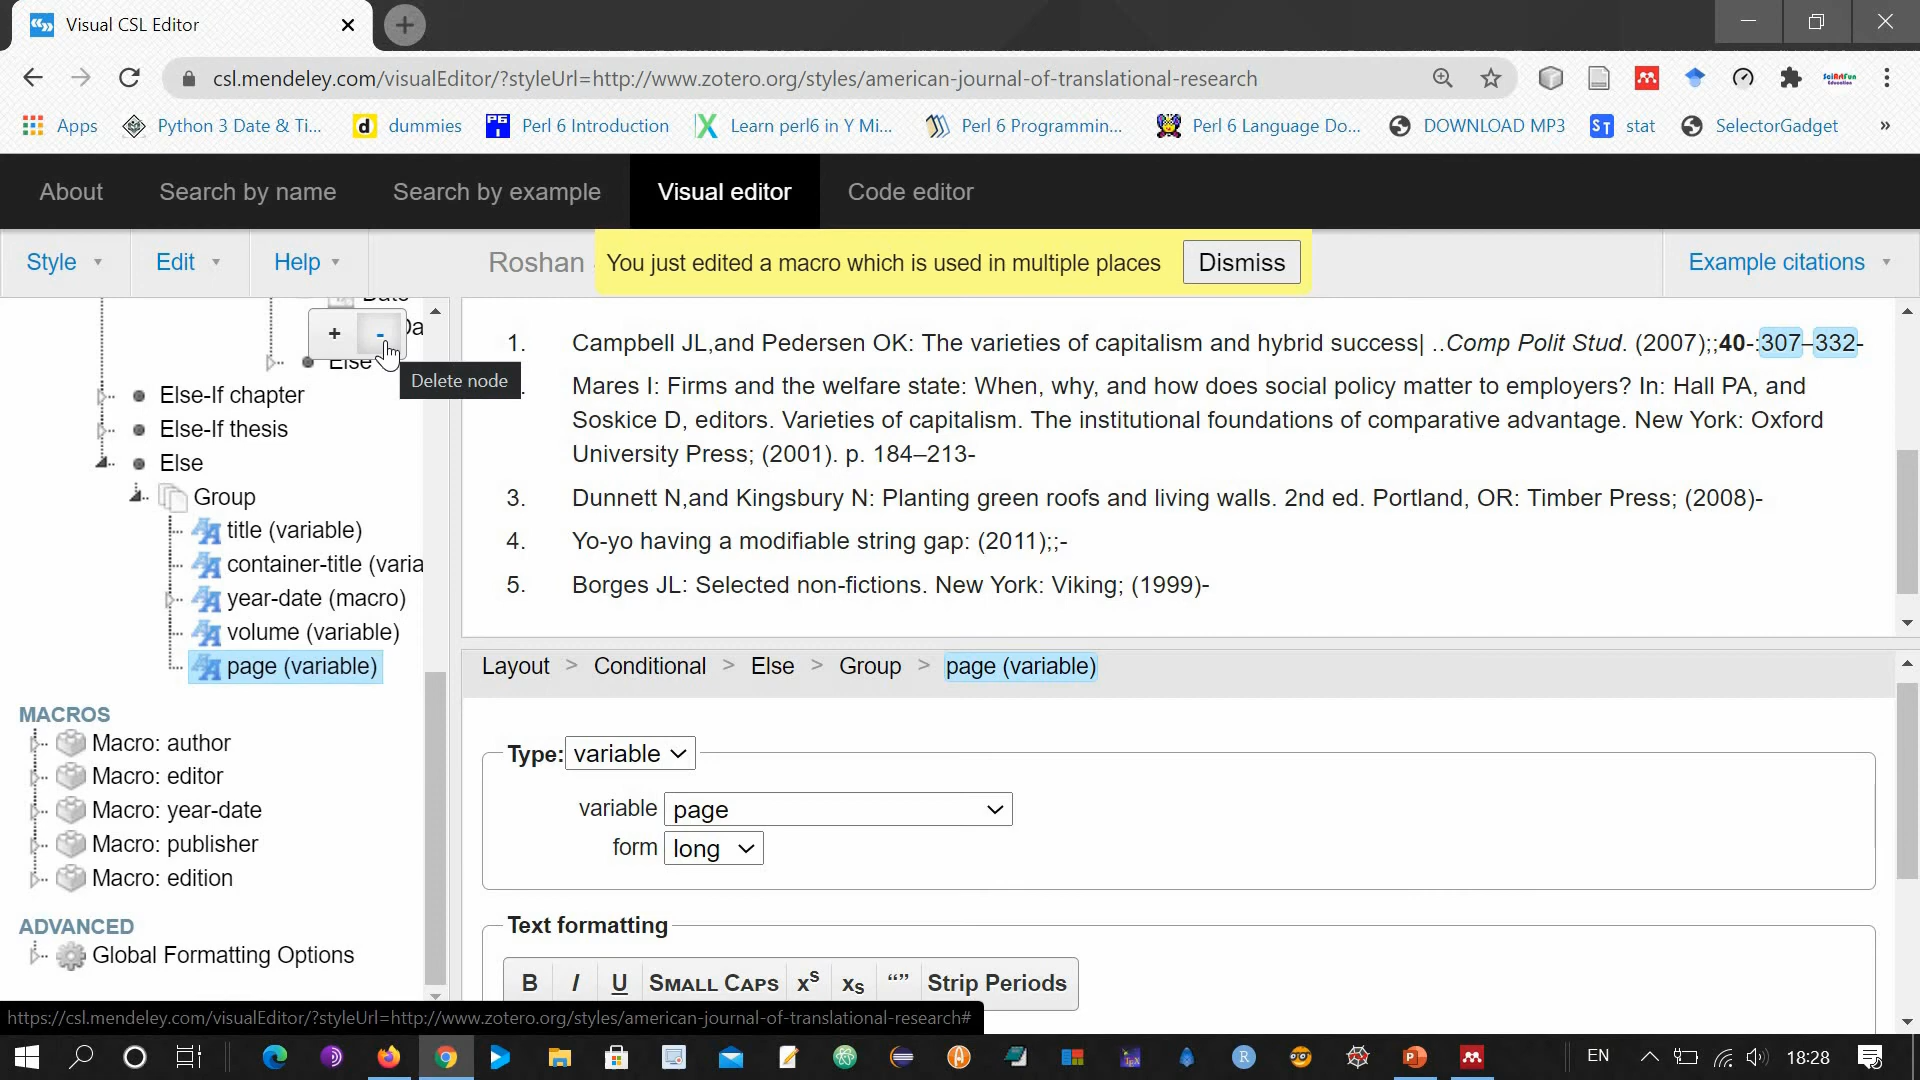 Visual CSL Editor
csl.mendeley.com/visualEditor/?styleUrl=http://www.zotero.org/styles/american-journal-of-translational-research
Apps
Python 3 Date & Ti...
dummies
Perl 6 Introduction
Learn perl6 in Y Mi...
Perl 6 Programmin...
Perl 6 Language Do...
DOWNLOAD MP3
stat
SelectorGadget
»
About
Search by name
Search by example
Visual editor
Code editor
Style
Edit
Help
Roshan
You just edited a macro which is used in multiple places
Dismiss
Example citations
+ -
Else
Delete node
Else-If chapter
Else-If thesis
Else
Group
title (variable)
container-title (varia
year-date (macro)
volume (variable)
page (variable)
MACROS
Macro: author
Macro: editor
Macro: year-date
Macro: publisher
Macro: edition
ADVANCED
Global Formatting Options
1. Campbell JL,and Pedersen OK: The varieties of capitalism and hybrid success| ..Comp Polit Stud. (2007);;40-:307–332-
Mares I: Firms and the welfare state: When, why, and how does social policy matter to employers? In: Hall PA, and
Soskice D, editors. Varieties of capitalism. The institutional foundations of comparative advantage. New York: Oxford
University Press; (2001). p. 184–213-
3. Dunnett N,and Kingsbury N: Planting green roofs and living walls. 2nd ed. Portland, OR: Timber Press; (2008)-
4. Yo-yo having a modifiable string gap: (2011);;-
5. Borges JL: Selected non-fictions. New York: Viking; (1999)-
Layout > Conditional > Else > Group > page (variable)
Type: variable
variable page
form long
Text formatting
B I U SMALL CAPS xS xS “” Strip Periods
https://csl.mendeley.com/visualEditor/?styleUrl=http://www.zotero.org/styles/american-journal-of-translational-research#
EN
18:28